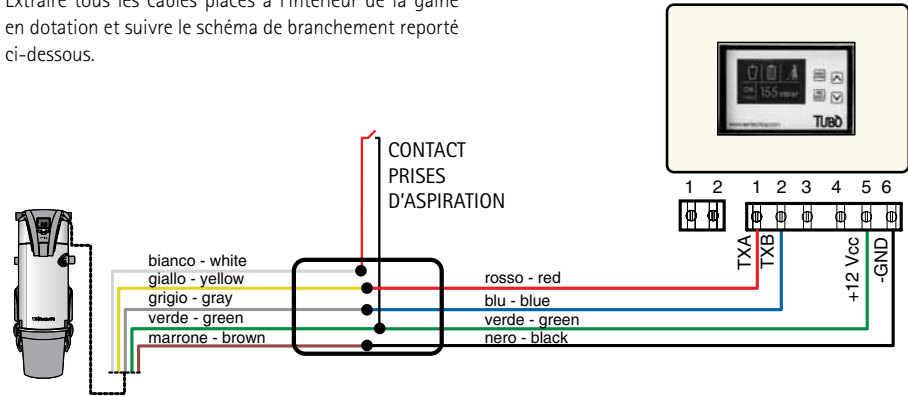 Extraire tous les câbles placés à l'intérieur de la gaine
en dotation et suivre le schéma de branchement reporté
ci-dessous.
155 mbar
TUBÒ
CONTACT
PRISES
D'ASPIRATION
1 2
1 2 3 4 5 6
TXA
TXB
+12 Vcc
-GND
bianco - white
giallo - yellow
grigio - gray
verde - green
marrone - brown
rosso - red
blu - blue
verde - green
nero - black